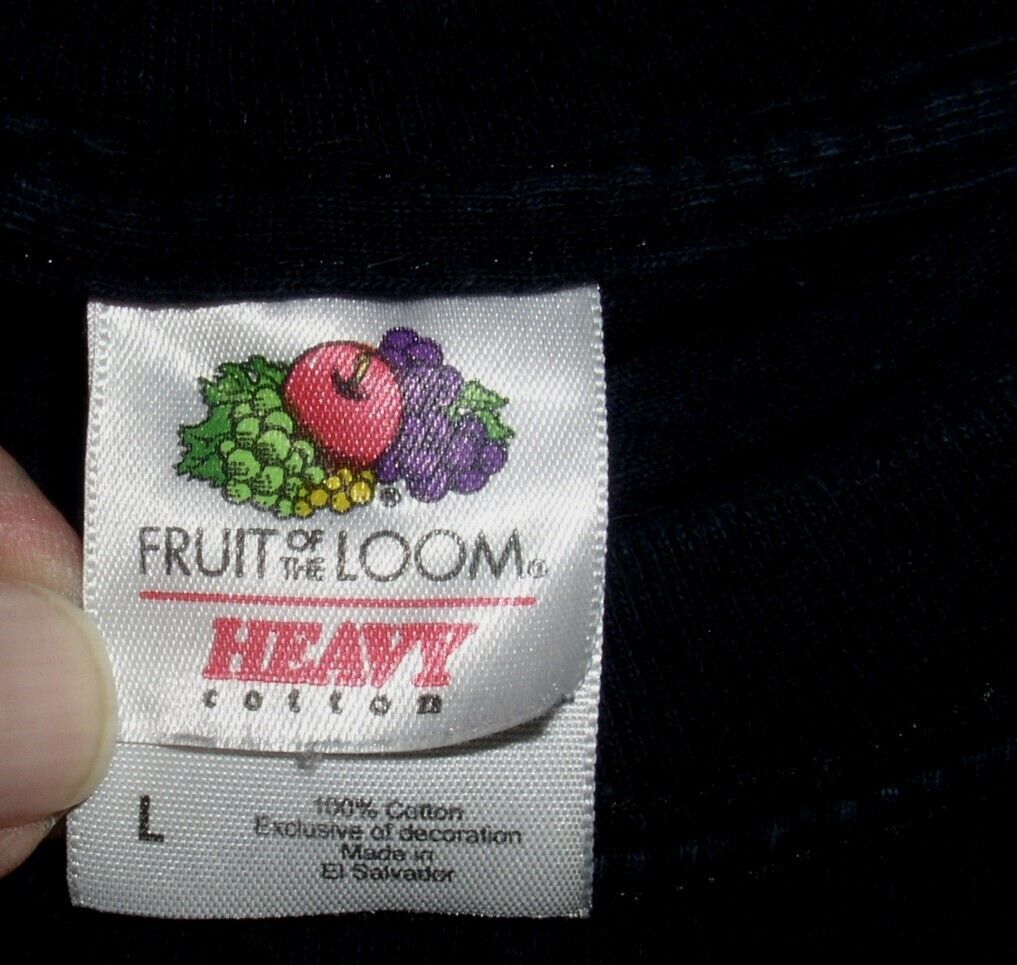 ®
FRUIT OF THE LOOM®
HEAVY
cotton
L
100% Cotton
Exclusive of decoration
Made in
El Salvador